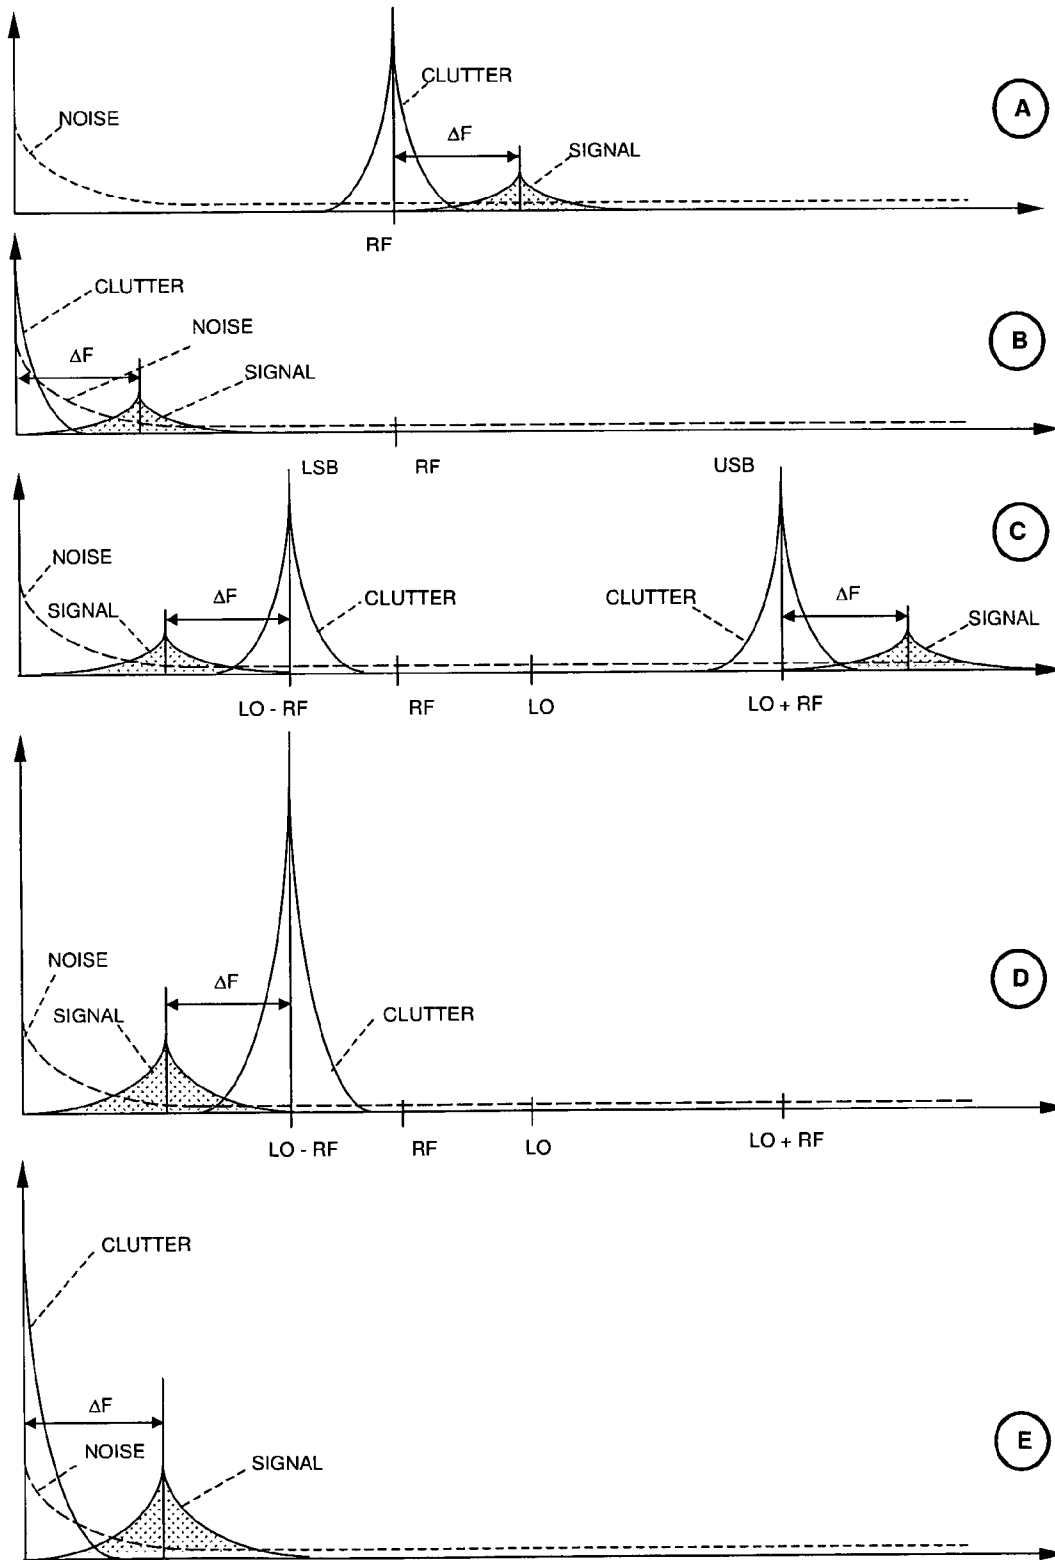 CLUTTER
NOISE
ΔF
SIGNAL
A
RF
CLUTTER
NOISE
ΔF
SIGNAL
B
RF
LSB
USB
C
NOISE
SIGNAL
ΔF
CLUTTER
CLUTTER
ΔF
SIGNAL
LO - RF
RF
LO
LO + RF
NOISE
ΔF
SIGNAL
CLUTTER
D
LO - RF
RF
LO
LO + RF
CLUTTER
ΔF
NOISE
SIGNAL
E